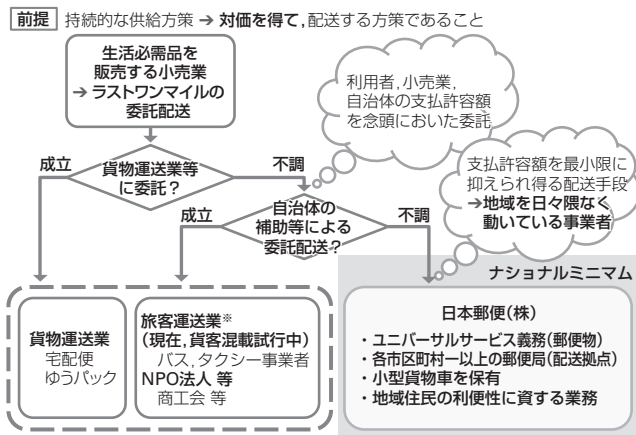 前提 持続的な供給方策 → 対価を得て，配送する方策であること
生活必需品を
販売する小売業
→ ラストワンマイルの
委託配送
利用者，小売業，
自治体の支払許容額
を念頭においた委託
成立
貨物運送業等
に委託？
不調
支払許容額を最小限に
抑えられ得る配送手段
→地域を日々隈なく
動いている事業者
成立
自治体の
補助等による
委託配送？
不調
ナショナルミニマム
貨物運送業
宅配便
ゆうパック
旅客運送業※
(現在，貨客混載試行中)
バス，タクシー事業者
NPO法人 等
商工会 等
日本郵便(株)
・ユニバーサルサービス義務(郵便物)
・各市区町村一以上の郵便局(配送拠点)
・小型貨物車を保有
・地域住民の利便性に資する業務